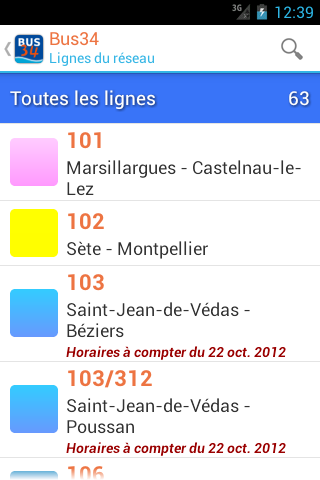 3G 12:39
BUS 34 Bus34
Lignes du réseau
Toutes les lignes 63
101
Marsillargues - Castelnau-le-
Lez
102
Sète - Montpellier
103
Saint-Jean-de-Védas -
Béziers
Horaires à compter du 22 oct. 2012
103/312
Saint-Jean-de-Védas -
Poussan
Horaires à compter du 22 oct. 2012
106